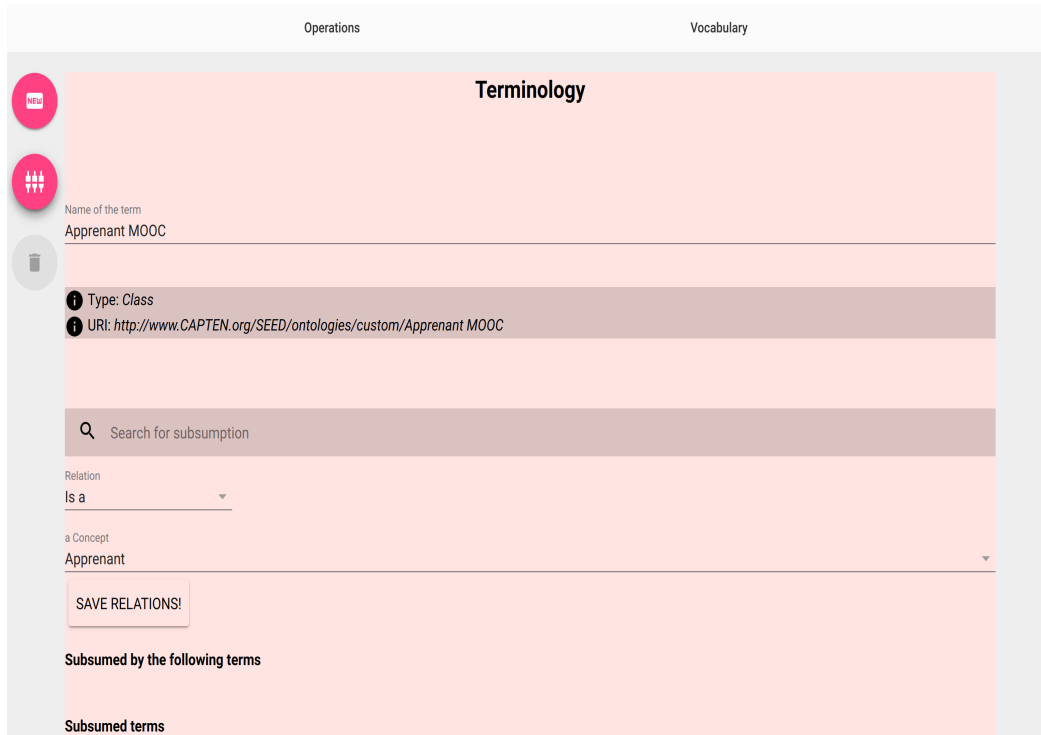 Operations Vocabulary
Terminology
NEW
Name of the term
Apprenant MOOC
Type: Class
URI: http://www.CAPTEN.org/SEED/ontologies/custom/Apprenant MOOC
Search for subsumption
Relation
Is a
a Concept
Apprenant
SAVE RELATIONS!
Subsumed by the following terms
Subsumed terms